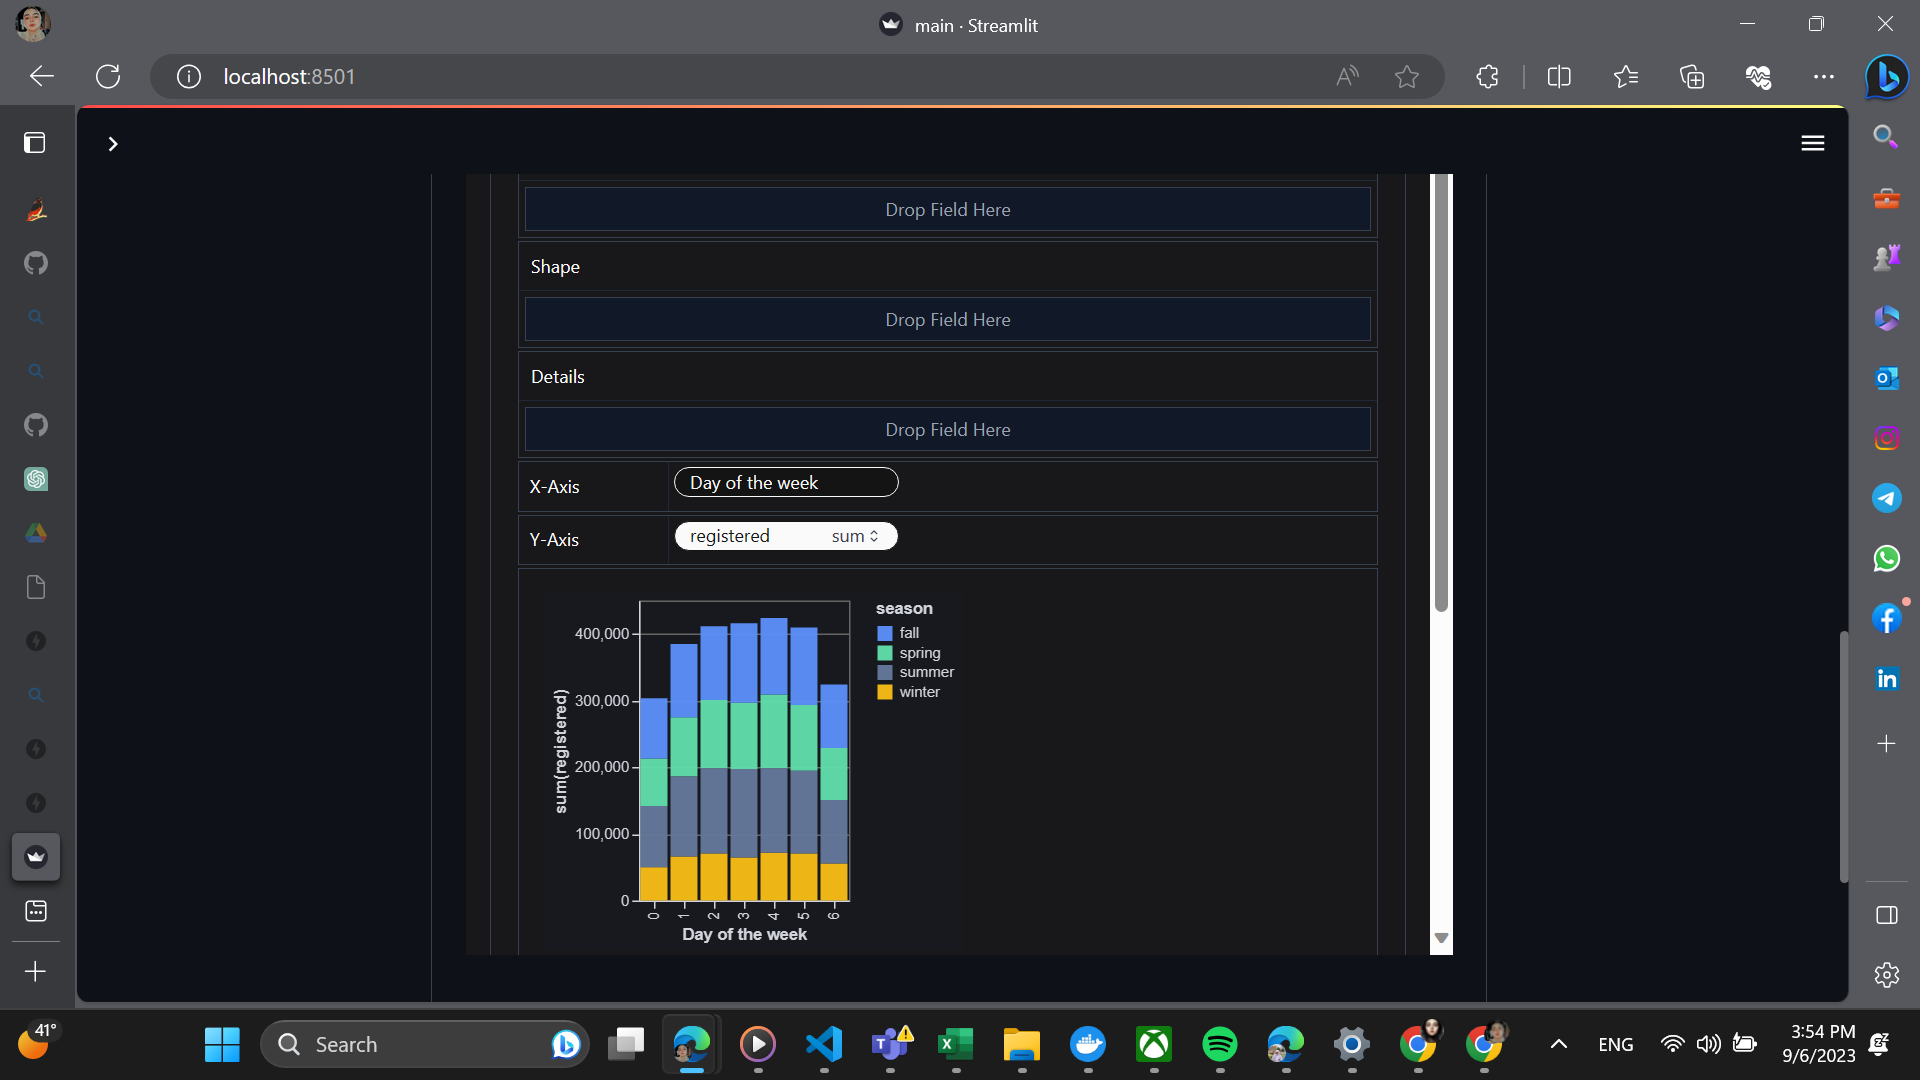 main · Streamlit
localhost:8501
Drop Field Here
Shape
Drop Field Here
Details
Drop Field Here
X-Axis
Day of the week
Y-Axis
registered sum
season
fall
spring
summer
winter
400,000
300,000
200,000
100,000
0
sum(registered)
0 1 2 3 4 5 6
Day of the week
41°
Search
ENG
3:54 PM
9/6/2023